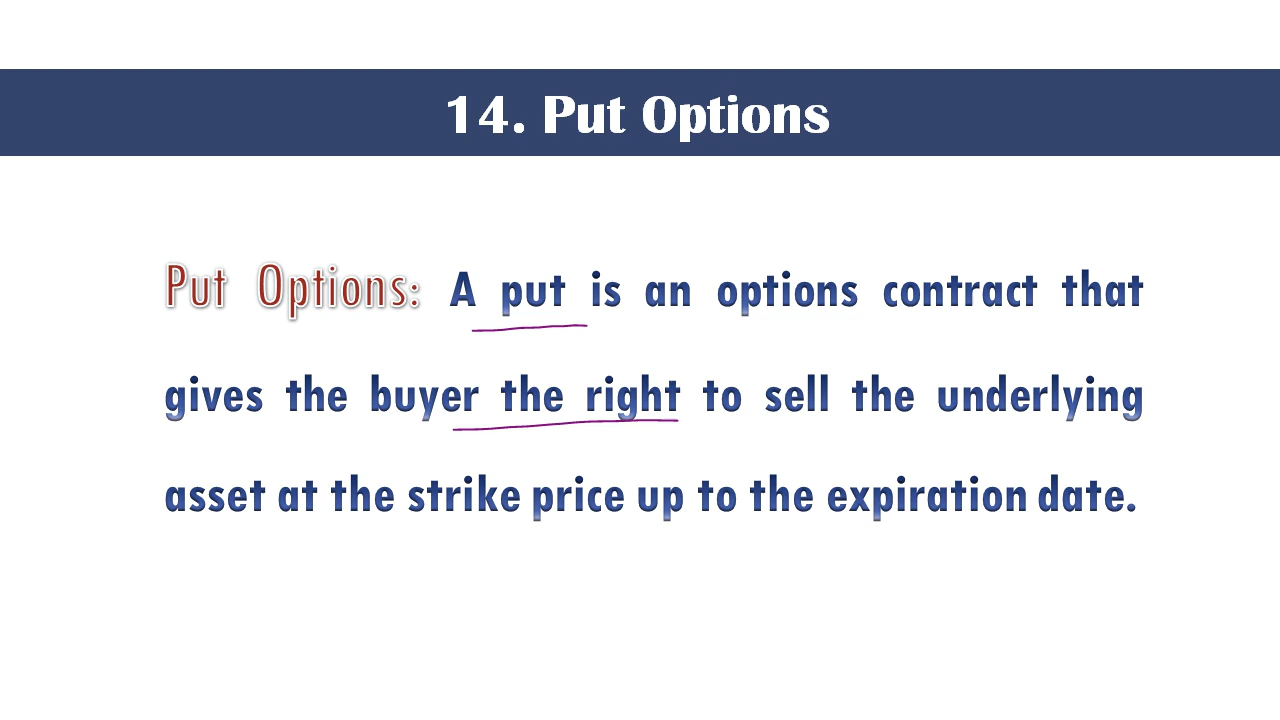 14. Put Options
Put Options: A put is an options contract that
gives the buyer the right to sell the underlying
asset at the strike price up to the expiration date.